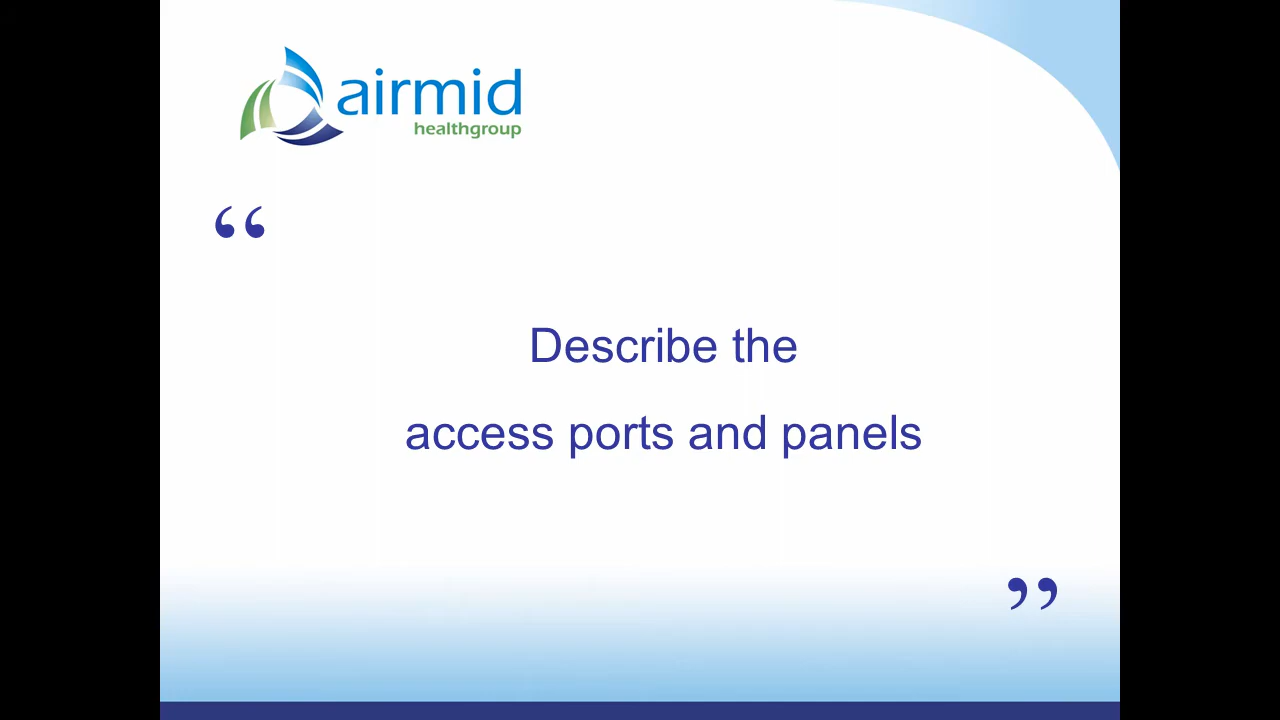 airmid
healthgroup
“
Describe the
access ports and panels
”